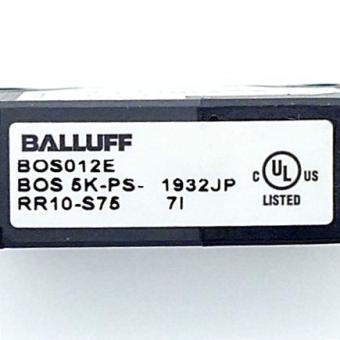 BALLUFF
BOS012E
BOS 5K-PS- 1932JP
RR10-S75 7I
C UL US
LISTED